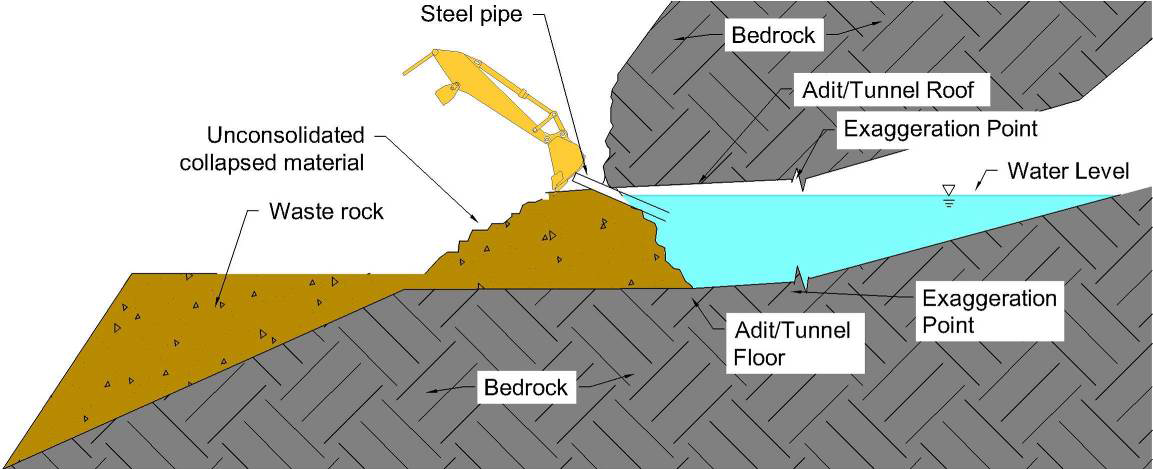 Steel pipe
Bedrock
Adit/Tunnel Roof
Exaggeration Point
Unconsolidated
collapsed material
Water Level
Waste rock
Exaggeration
Point
Adit/Tunnel
Floor
Bedrock